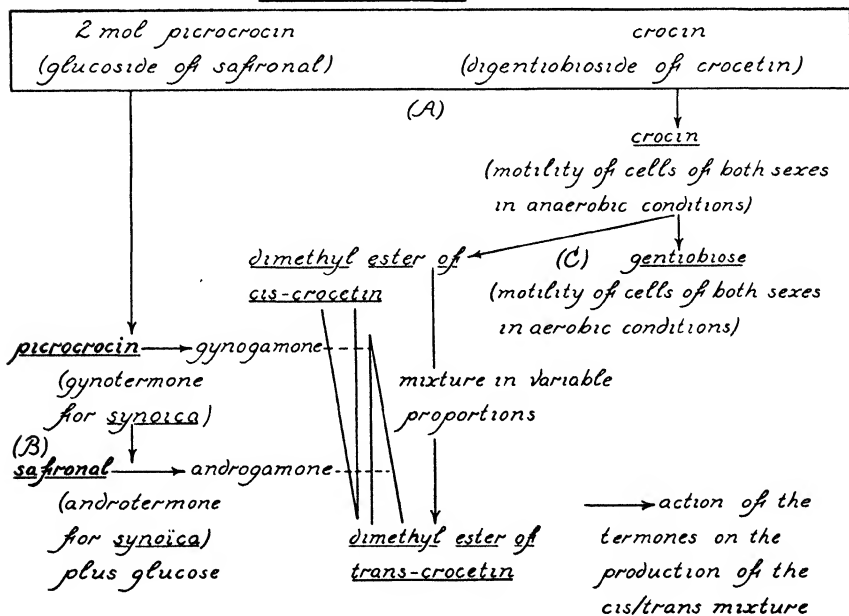 2 mol picrocrocin
(glucoside of safironal)
crocin
(digentiobioside of crocetin)
(A)
crocin
(motility of cells of both sexes
in anaerobic conditions)
dimethyl ester of
cis-crocetin
(C) gentiobiose
(motility of cells of both sexes
in aerobic conditions)
picrocrocin gynogamone
(gynotermone
for synoica)
mixture in variable
proportions
(B)
safironal androgamone
(androtermone
for synoïca)
plus glucose
dimethyl ester of
trans-crocetin
action of the
termones on the
production of the
cis/trans mixture